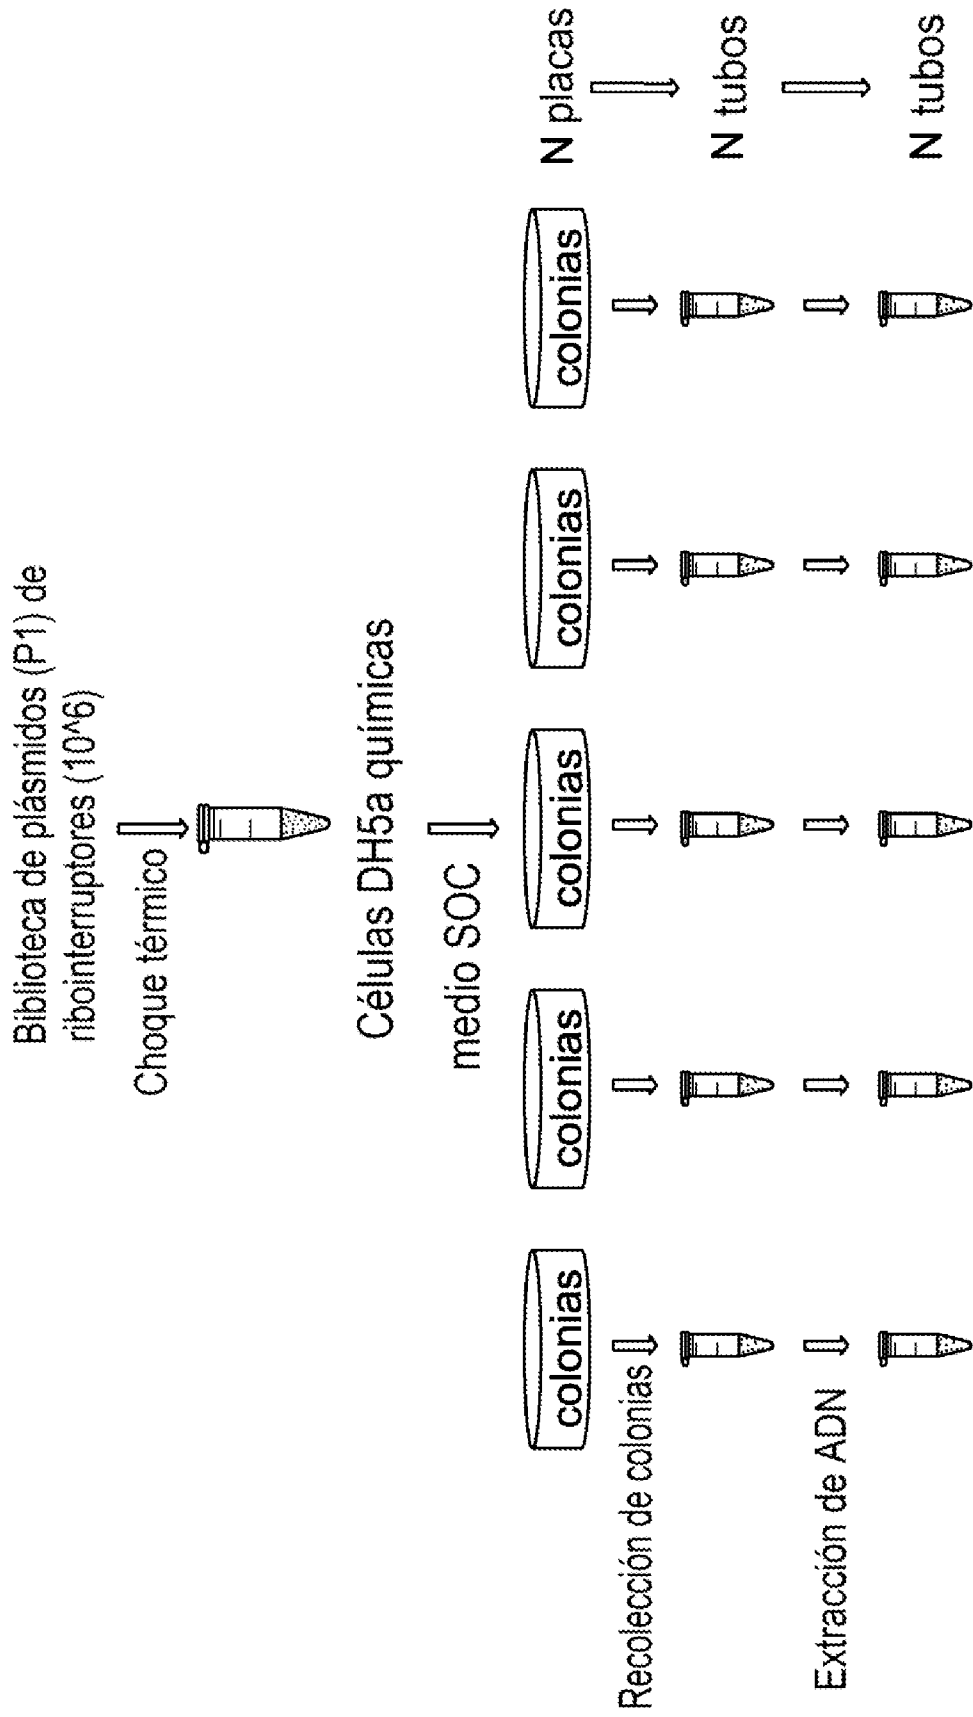 Biblioteca de plásmidos (P1) de
ribointerruptores (10^6)
Choque térmico
Células DH5a químicas
medio SOC
colonias
colonias
colonias
colonias
colonias
N placas
Recolección de colonias
N tubos
Extracción de ADN
N tubos